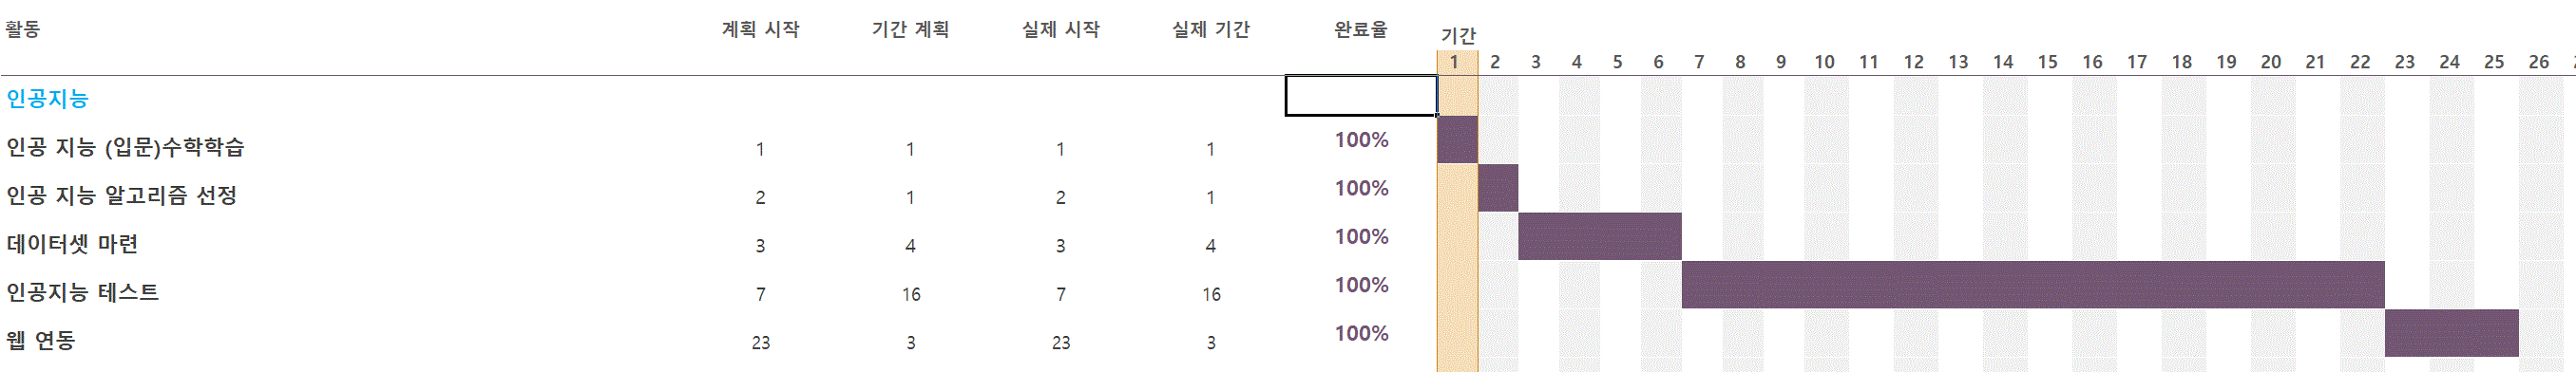 활동 계획 시작 기간 계획 실제 시작 실제 기간 완료율 기간
1 2 3 4 5 6 7 8 9 10 11 12 13 14 15 16 17 18 19 20 21 22 23 24 25 26
인공지능
인공 지능 (입문)수학학습 1 1 1 1 100%
인공 지능 알고리즘 선정 2 1 2 1 100%
데이터셋 마련 3 4 3 4 100%
인공지능 테스트 7 16 7 16 100%
웹 연동 23 3 23 3 100%